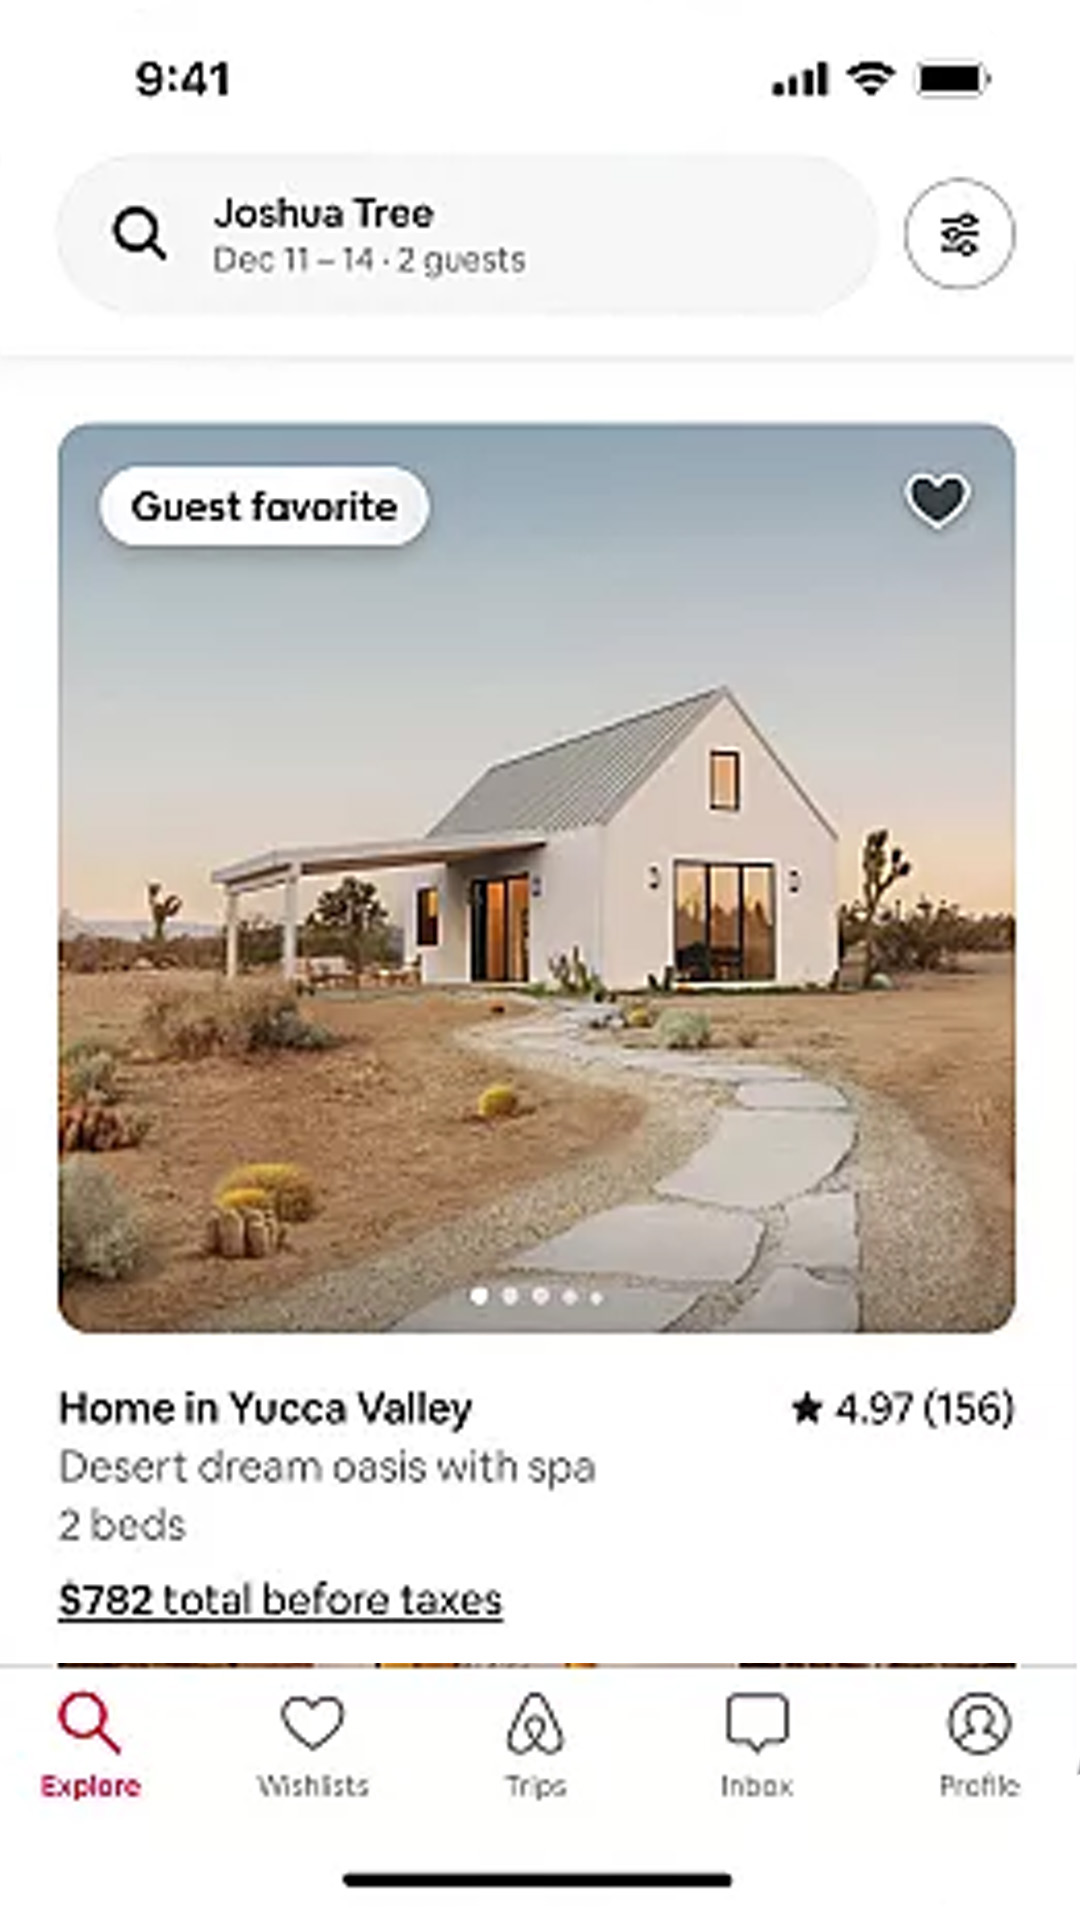 9:41
Joshua Tree
Dec 11 – 14 · 2 guests
Guest favorite
Home in Yucca Valley
★ 4.97 (156)
Desert dream oasis with spa
2 beds
$782 total before taxes
Explore
Wishlists
Trips
Inbox
Profile